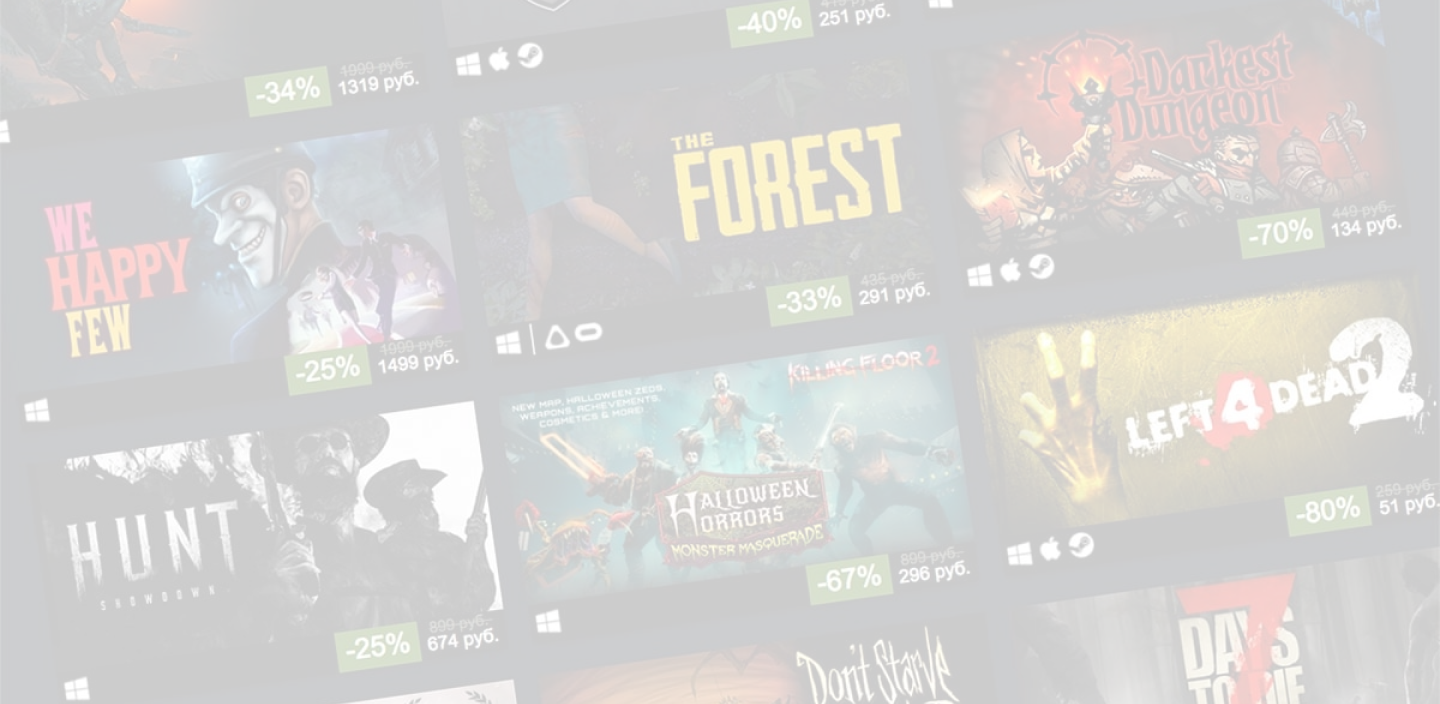 -40%
419 руб.
251 руб.
-34%
1999 руб.
1319 руб.
Darkest
Dungeon
-70%
449 руб.
134 руб.
THE
FOREST
-33%
435 руб.
291 руб.
WE
HAPPY
FEW
-25%
1999 руб.
1499 руб.
LEFT 4 DEAD 2
-80%
259 руб.
51 руб.
KILLING FLOOR 2
NEW MAP, HALLOWEEN ZEDS,
WEAPONS, ACHIEVEMENTS,
COSMETICS & MORE!
HALLOWEEN
HORRORS
MONSTER MASQUERADE
-67%
899 руб.
296 руб.
HUNT
SHOWDOWN
-25%
899 руб.
674 руб.
Don't Starve
7
DAYS
TO DIE